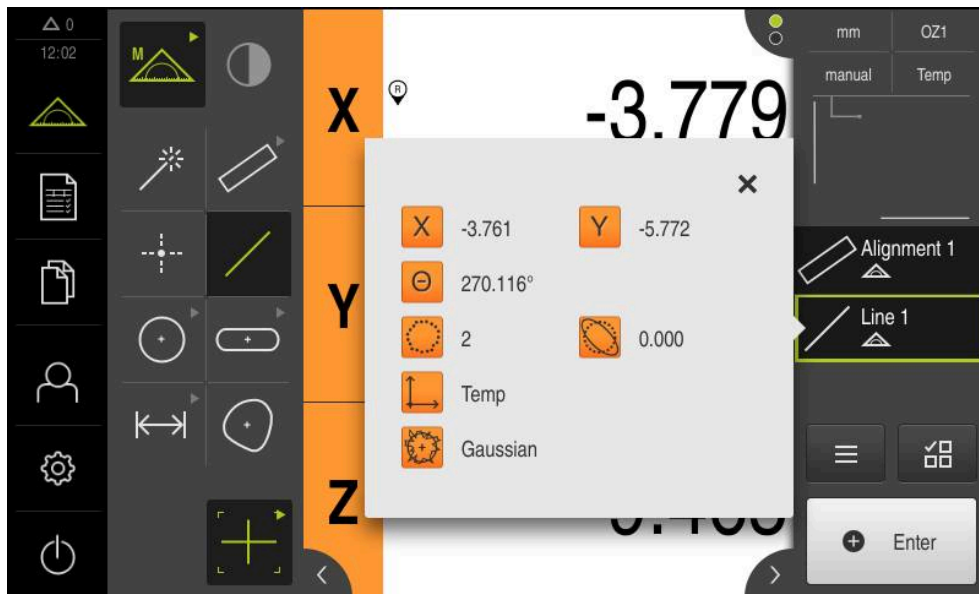 0
12:02
M
X
R
-3.779
mm
OZ1
manual
Temp
X -3.761
Y -5.772
Θ 270.116°
2
0.000
Temp
Gaussian
Y
Z
Alignment 1
Line 1
Enter